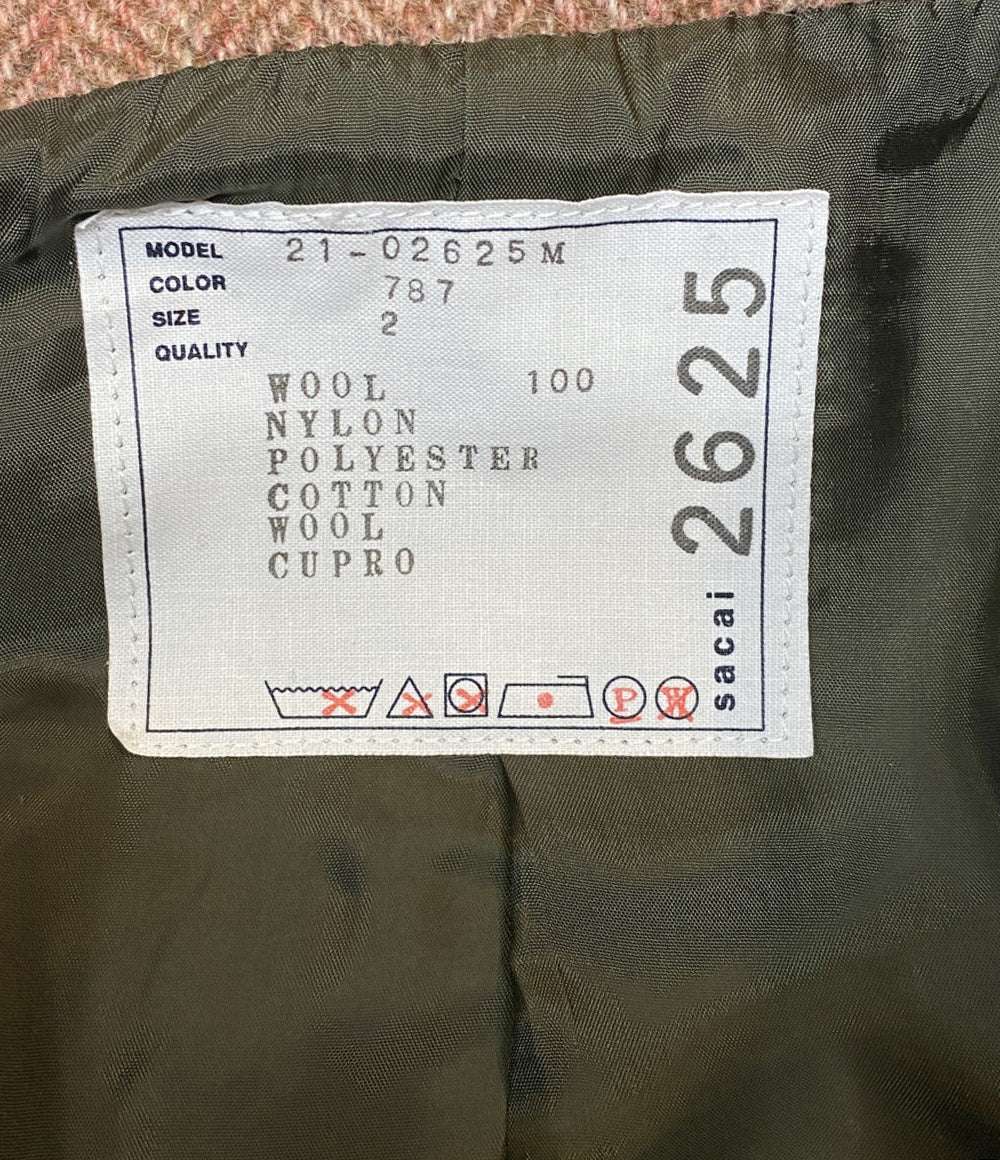 MODEL 21-02625M
COLOR 787
SIZE 2
QUALITY
WOOL 100
NYLON
POLYESTER
COTTON
WOOL
CUPRO
P W
sacai 2625